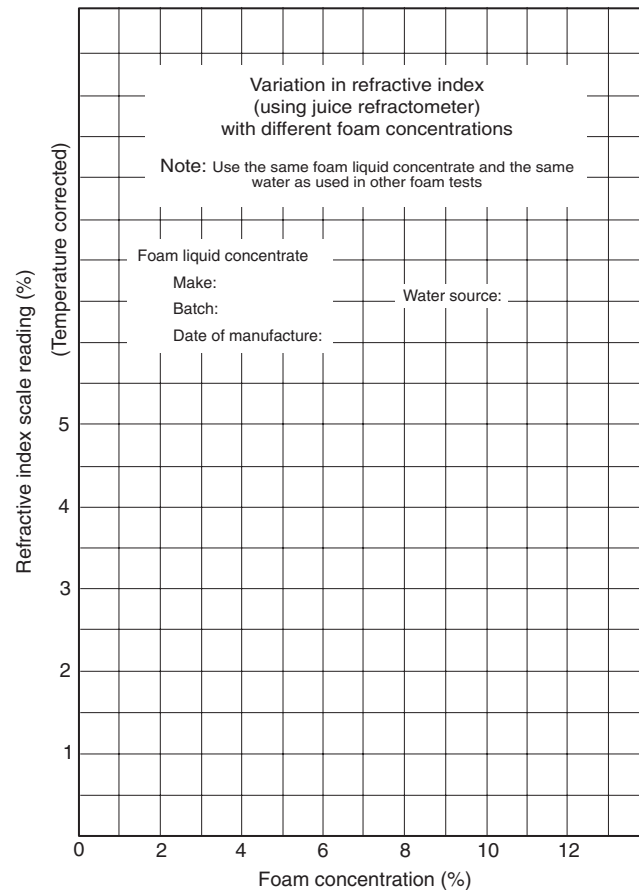 Variation in refractive index
(using juice refractometer)
with different foam concentrations
Note: Use the same foam liquid concentrate and the same
water as used in other foam tests
Foam liquid concentrate
Make:
Batch:
Date of manufacture:
Water source:
Refractive index scale reading (%)
(Temperature corrected)
5
4
3
2
1
0 2 4 6 8 10 12
Foam concentration (%)